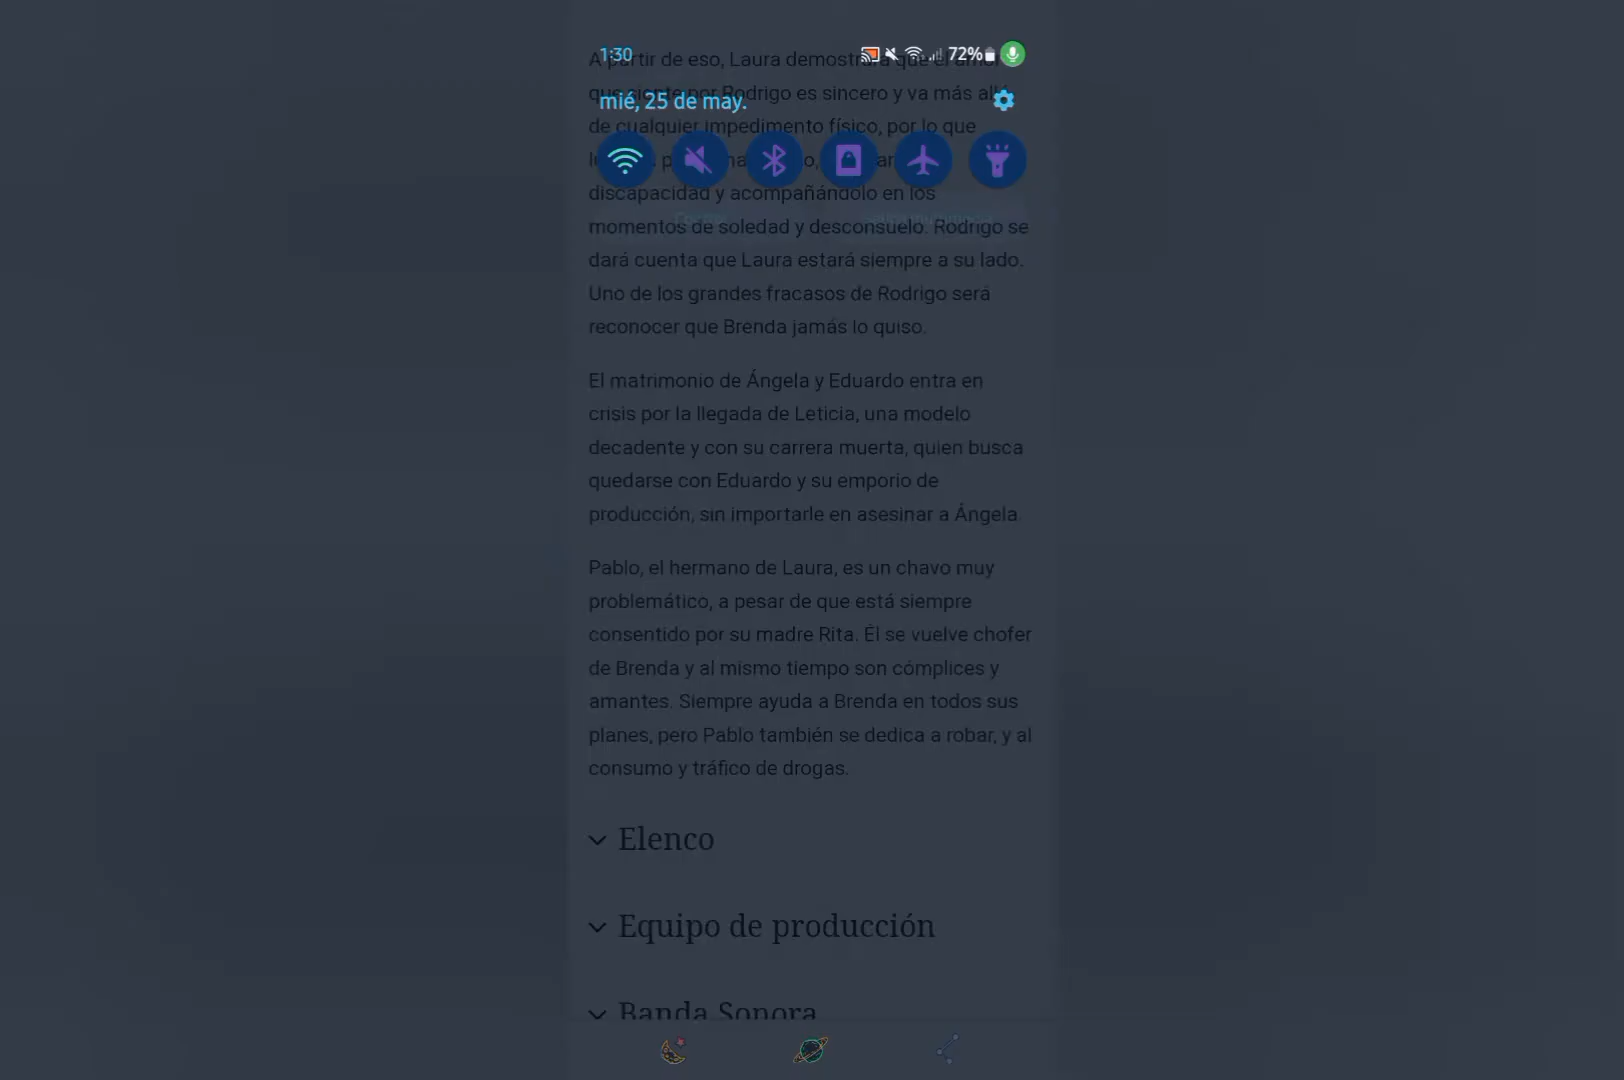 1:30
72%
A partir de eso, Laura demostrará que el amor
mié, 25 de may.
que siente por Rodrigo es sincero y va más allá
de cualquier impedimento físico, por lo que
discapacidad y acompañándolo en los
momentos de soledad y desconsuelo. Rodrigo se
dará cuenta que Laura estará siempre a su lado.
Uno de los grandes fracasos de Rodrigo será
reconocer que Brenda jamás lo quiso.
El matrimonio de Ángela y Eduardo entra en
crisis por la llegada de Leticia, una modelo
decadente y con su carrera muerta, quien busca
quedarse con Eduardo y su emporio de
producción, sin importarle en asesinar a Ángela
Pablo, el hermano de Laura, es un chavo muy
problemático, a pesar de que está siempre
consentido por su madre Rita. Él se vuelve chofer
de Brenda y al mismo tiempo son cómplices y
amantes. Siempre ayuda a Brenda en todos sus
planes, pero Pablo también se dedica a robar, y al
consumo y tráfico de drogas.
Elenco
Equipo de producción
Banda Sonora